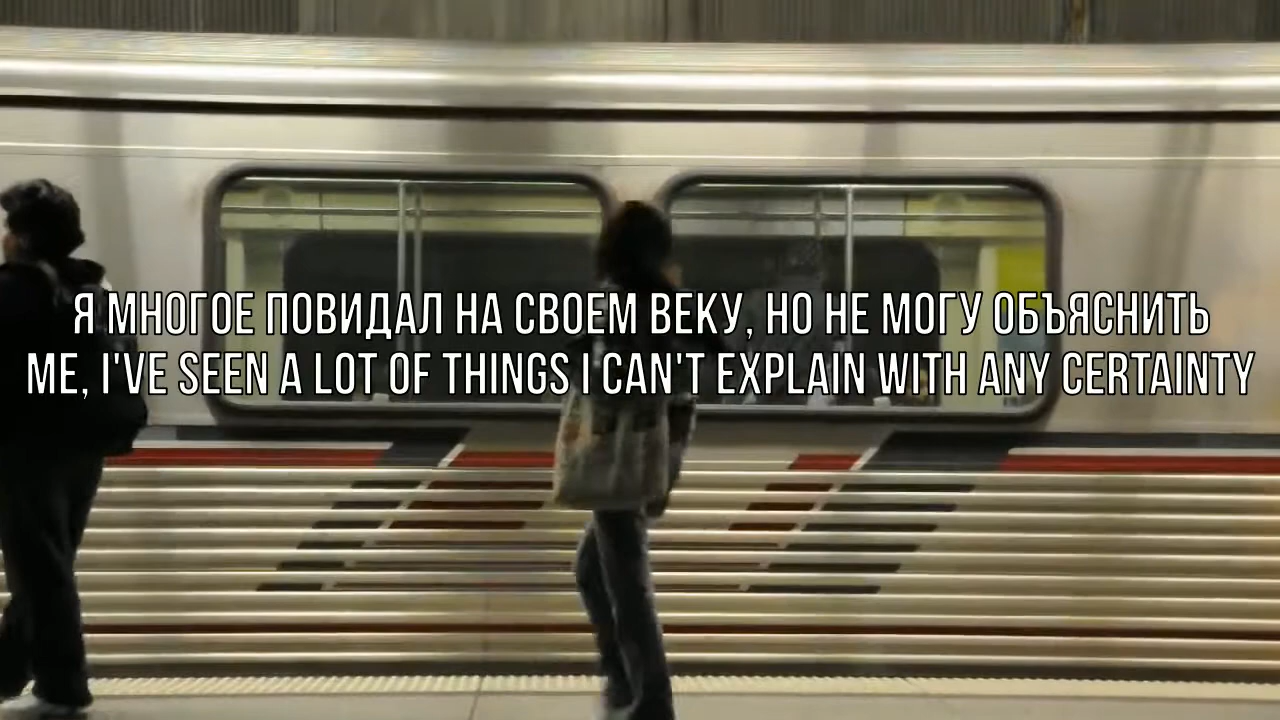 Я МНОГОЕ ПОВИДАЛ НА СВОЕМ ВЕКУ, НО НЕ МОГУ ОБЪЯСНИТЬ
ME, I'VE SEEN A LOT OF THINGS I CAN'T EXPLAIN WITH ANY CERTAINTY